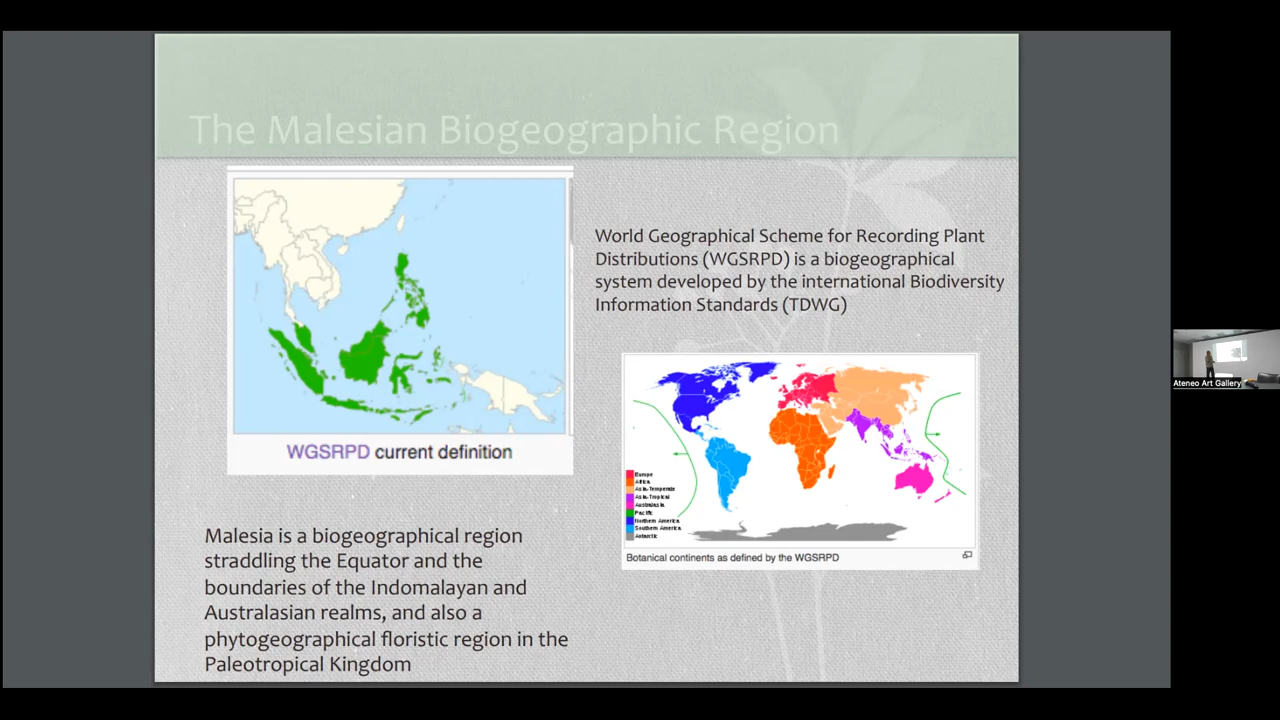 The Malesian Biogeographic Region
WGSRPD current definition
Malesia is a biogeographical region
straddling the Equator and the
boundaries of the Indomalayan and
Australasian realms, and also a
phytogeographical floristic region in the
Paleotropical Kingdom
World Geographical Scheme for Recording Plant
Distributions (WGSRPD) is a biogeographical
system developed by the international Biodiversity
Information Standards (TDWG)
Europe
Africa
Asia-Temperate
Asia-Tropical
Australasia
Pacific
Northern America
Southern America
Antarctic
Botanical continents as defined by the WGSRPD
Ateneo Art Gallery